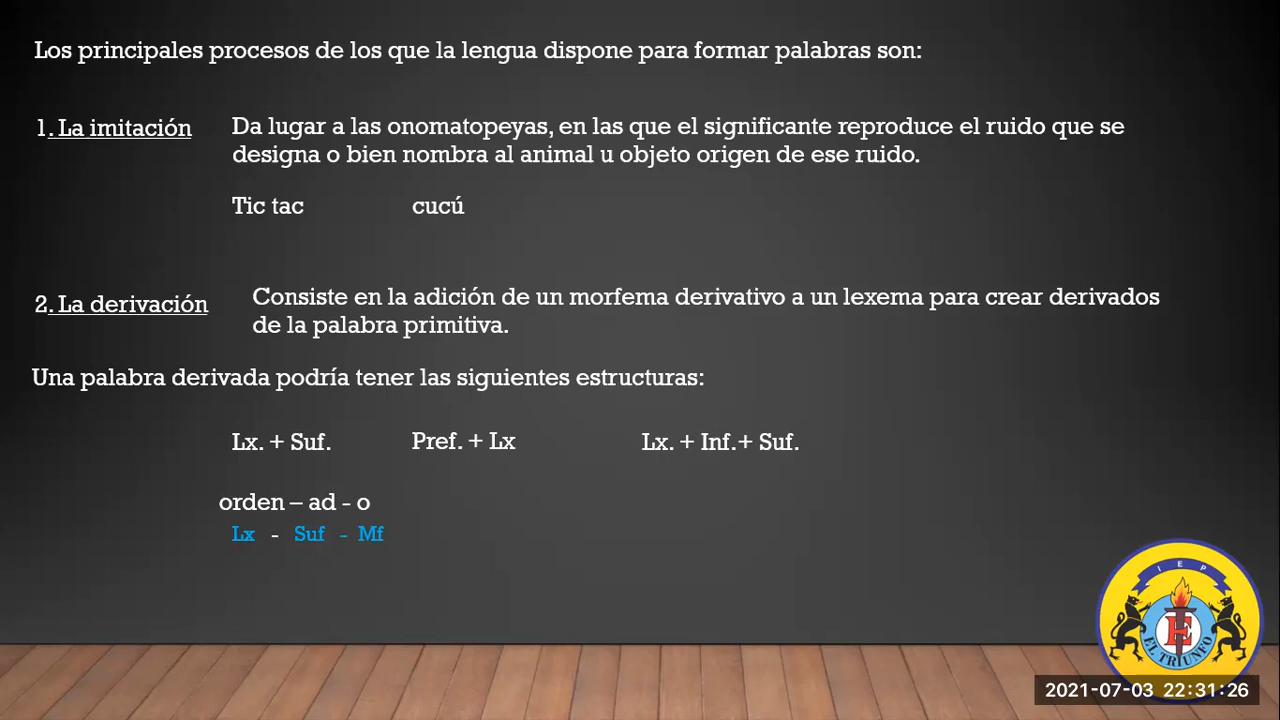 Los principales procesos de los que la lengua dispone para formar palabras son:
1. La imitación
Da lugar a las onomatopeyas, en las que el significante reproduce el ruido que se
designa o bien nombra al animal u objeto origen de ese ruido.
Tic tac cucú
2. La derivación
Consiste en la adición de un morfema derivativo a un lexema para crear derivados
de la palabra primitiva.
Una palabra derivada podría tener las siguientes estructuras:
Lx. + Suf. Pref. + Lx Lx. + Inf.+ Suf.
orden – ad - o
Lx - Suf - Mf
I E P
E
EL TRIUNFO
2021-07-03 22:31:26